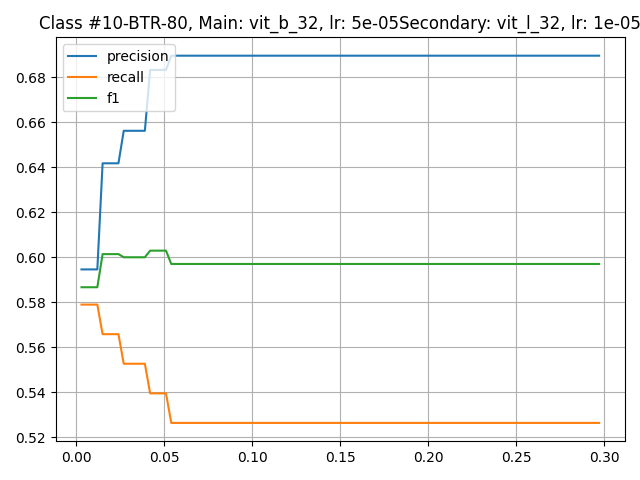 Class #10-BTR-80, Main: vit_b_32, lr: 5e-05Secondary: vit_l_32, lr: 1e-05
precision
recall
f1
0.68
0.66
0.64
0.62
0.60
0.58
0.56
0.54
0.52
0.00 0.05 0.10 0.15 0.20 0.25 0.30